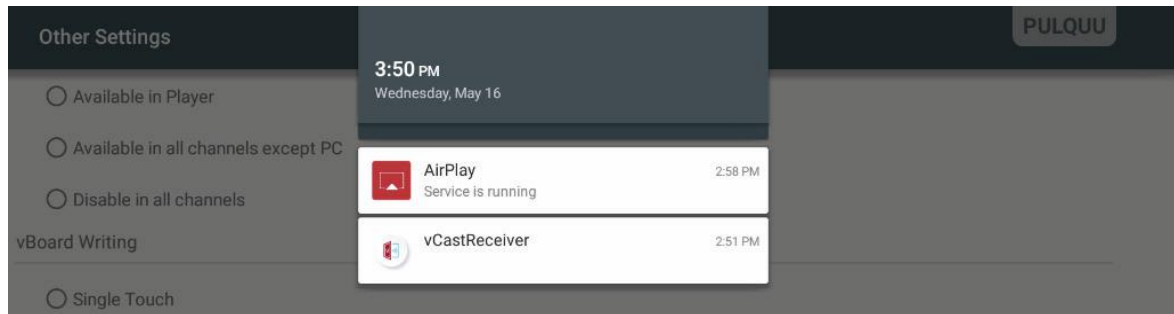 Other Settings
PULQUU
3:50 PM
Wednesday, May 16
Available in Player
Available in all channels except PC
Disable in all channels
vBoard Writing
Single Touch
AirPlay
2:58 PM
Service is running
vCastReceiver
2:51 PM